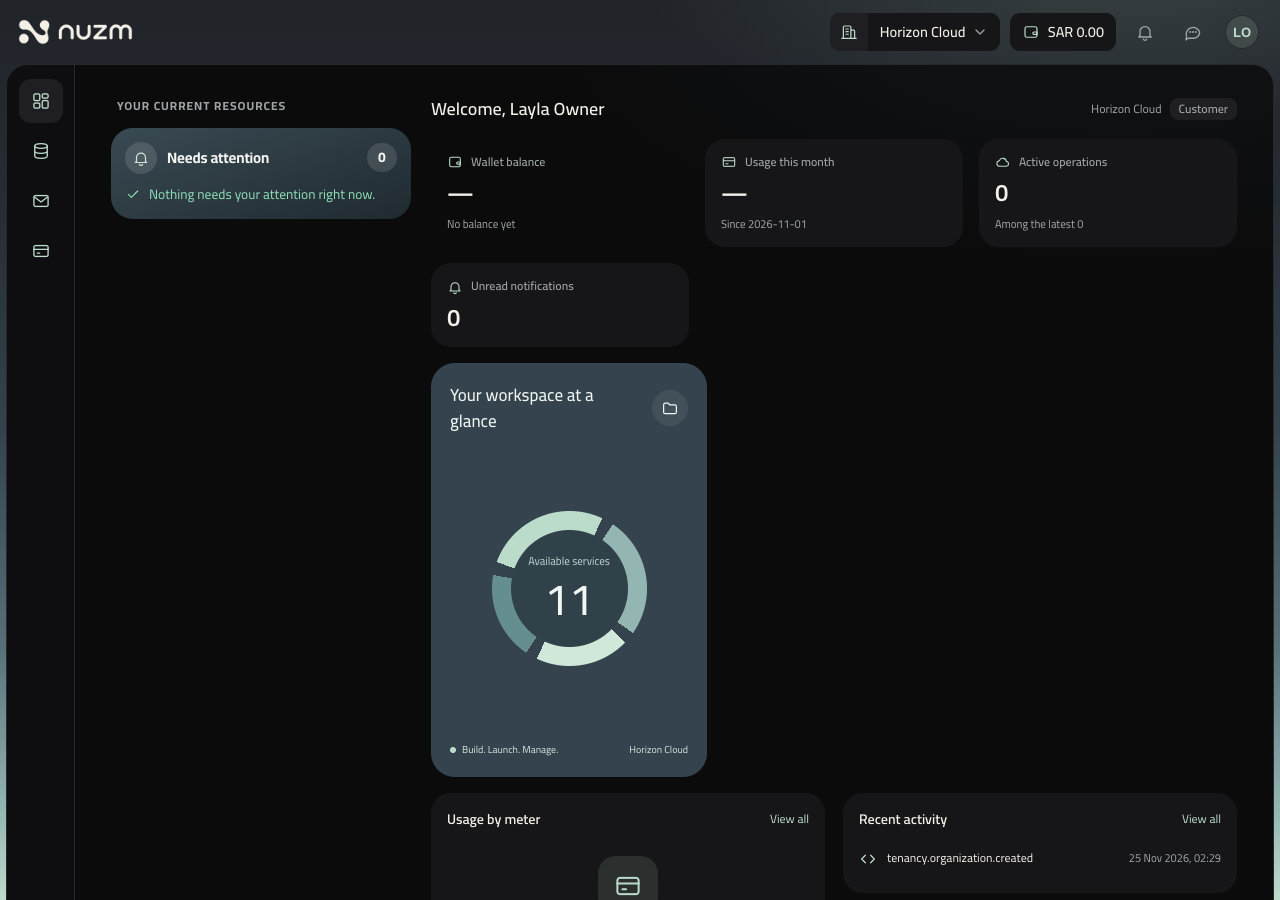 nuzm
Horizon Cloud
SAR 0.00
LO
YOUR CURRENT RESOURCES
Needs attention
0
Nothing needs your attention right now.
Welcome, Layla Owner
Horizon Cloud
Customer
Wallet balance
—
No balance yet
Usage this month
—
Since 2026-11-01
Active operations
0
Among the latest 0
Unread notifications
0
Your workspace at a
glance
Available services
11
Build. Launch. Manage.
Horizon Cloud
Usage by meter
View all
Recent activity
View all
tenancy.organization.created
25 Nov 2026, 02:29